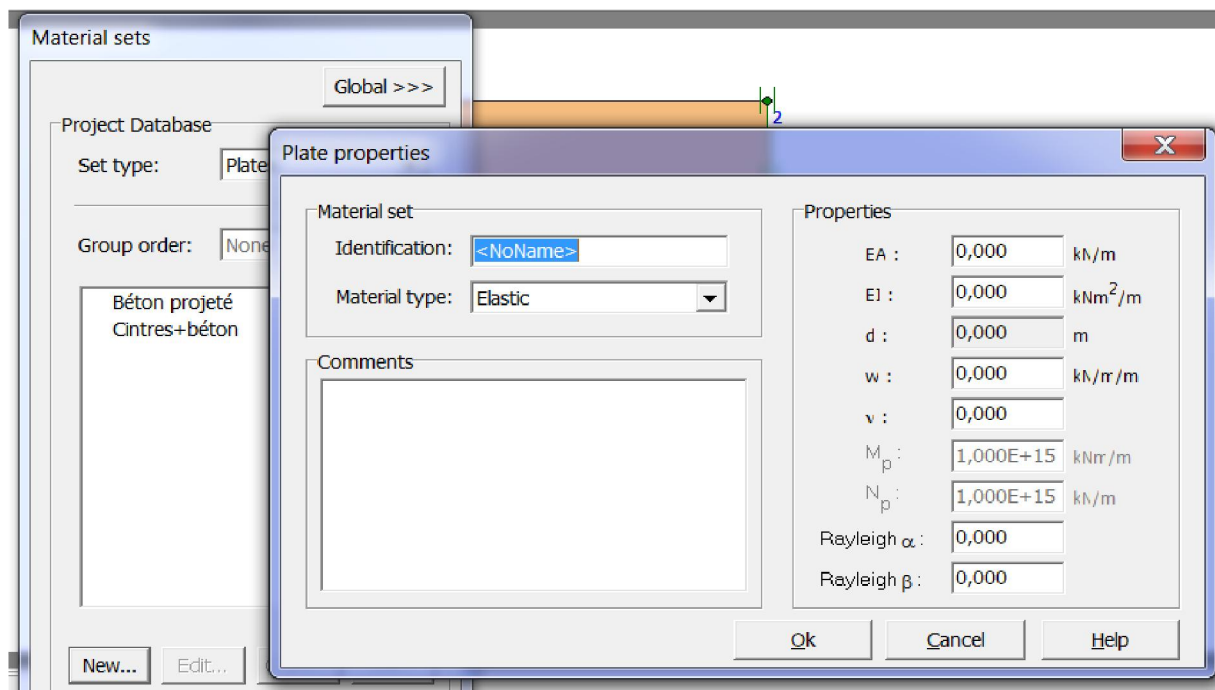 Material sets
Global >>>
Project Database
Set type:
Plate
Group order:
None
Béton projeté
Cintres+béton
New...
Edit...
2
Plate properties
Material set
Identification: <NoName>
Material type: Elastic
Comments
Properties
EA : 0,000 kN/m
EI : 0,000 kNm²/m
d : 0,000 m
w : 0,000 kN/m/m
ν : 0,000
Mp : 1,000E+15 kNm/m
Np : 1,000E+15 kN/m
Rayleigh α : 0,000
Rayleigh β : 0,000
Ok Cancel Help